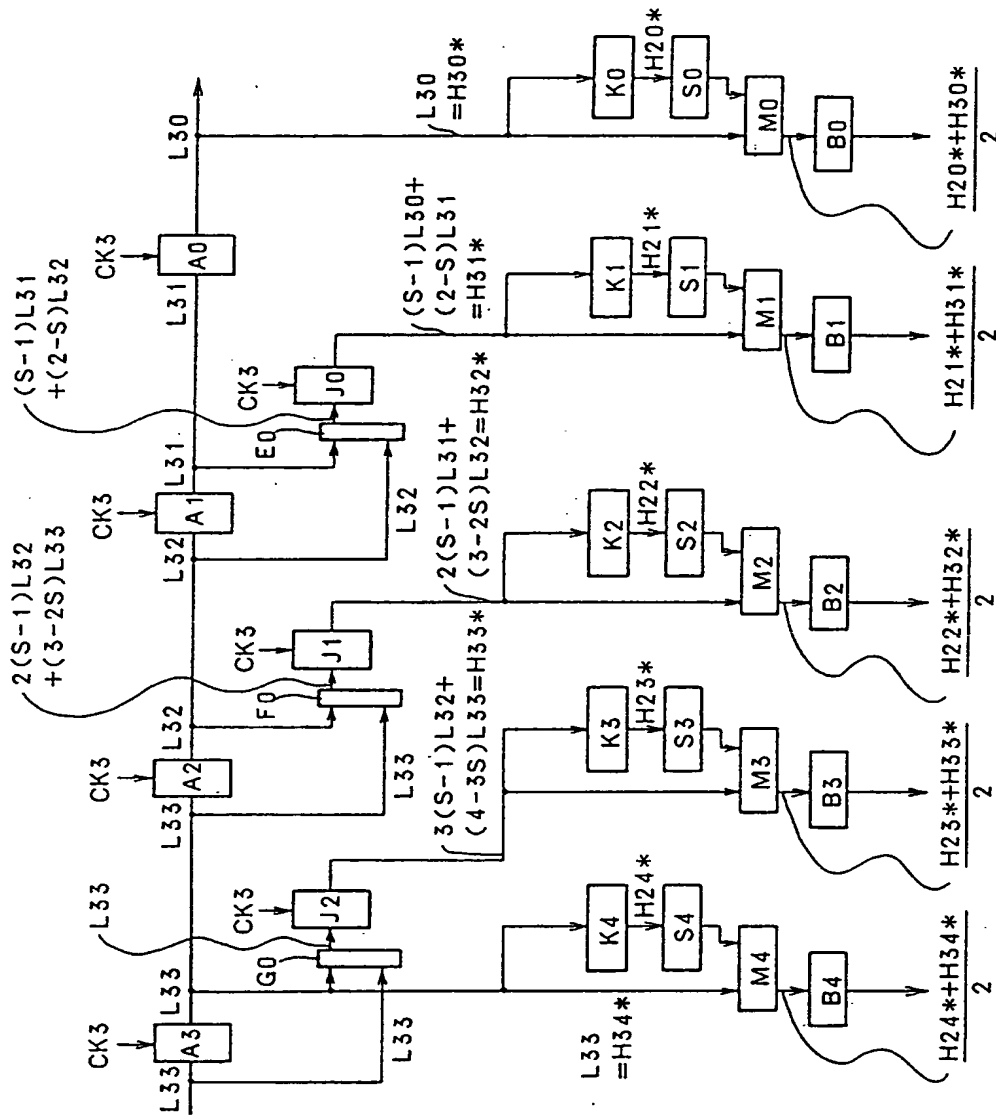 L33
CK3
A3
L33
L33
G0
L33
CK3
J2
L33
CK3
A2
L32
L33
F0
2(S-1)L32
+(3-2S)L33
CK3
J1
L32
CK3
A1
L31
L32
E0
(S-1)L31
+(2-S)L32
CK3
J0
L31
CK3
A0
L30
L33
=H34*
3(S-1)L32+
(4-3S)L33=H33*
2(S-1)L31+
(3-2S)L32=H32*
(S-1)L30+
(2-S)L31
=H31*
L30
=H30*
K4
H24*
S4
M4
B4
H24*+H34*
2
K3
H23*
S3
M3
B3
H23*+H33*
2
K2
H22*
S2
M2
B2
H22*+H32*
2
K1
H21*
S1
M1
B1
H21*+H31*
2
K0
H20*
S0
M0
B0
H20*+H30*
2